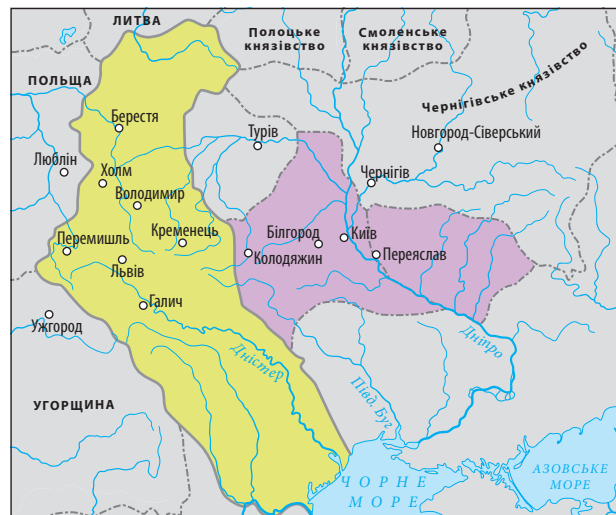 ЛИТВА
ПОЛОЦЬКЕ
КНЯЗІВСТВО
СМОЛЕНСЬКЕ
КНЯЗІВСТВО
ПОЛЬЩА
Чернігівське князівство
Берестя
Турів
Новгород-Сіверський
Люблін
Холм
Чернігів
Володимир
Кременець
Білгород
Київ
Перемишль
Колодяжин
Переяслав
Львів
Галич
Ужгород
Дністер
Дніпро
Півд. Буг
УГОРЩИНА
ЧОРНЕ
МОРЕ
АЗОВСЬКЕ
МОРЕ